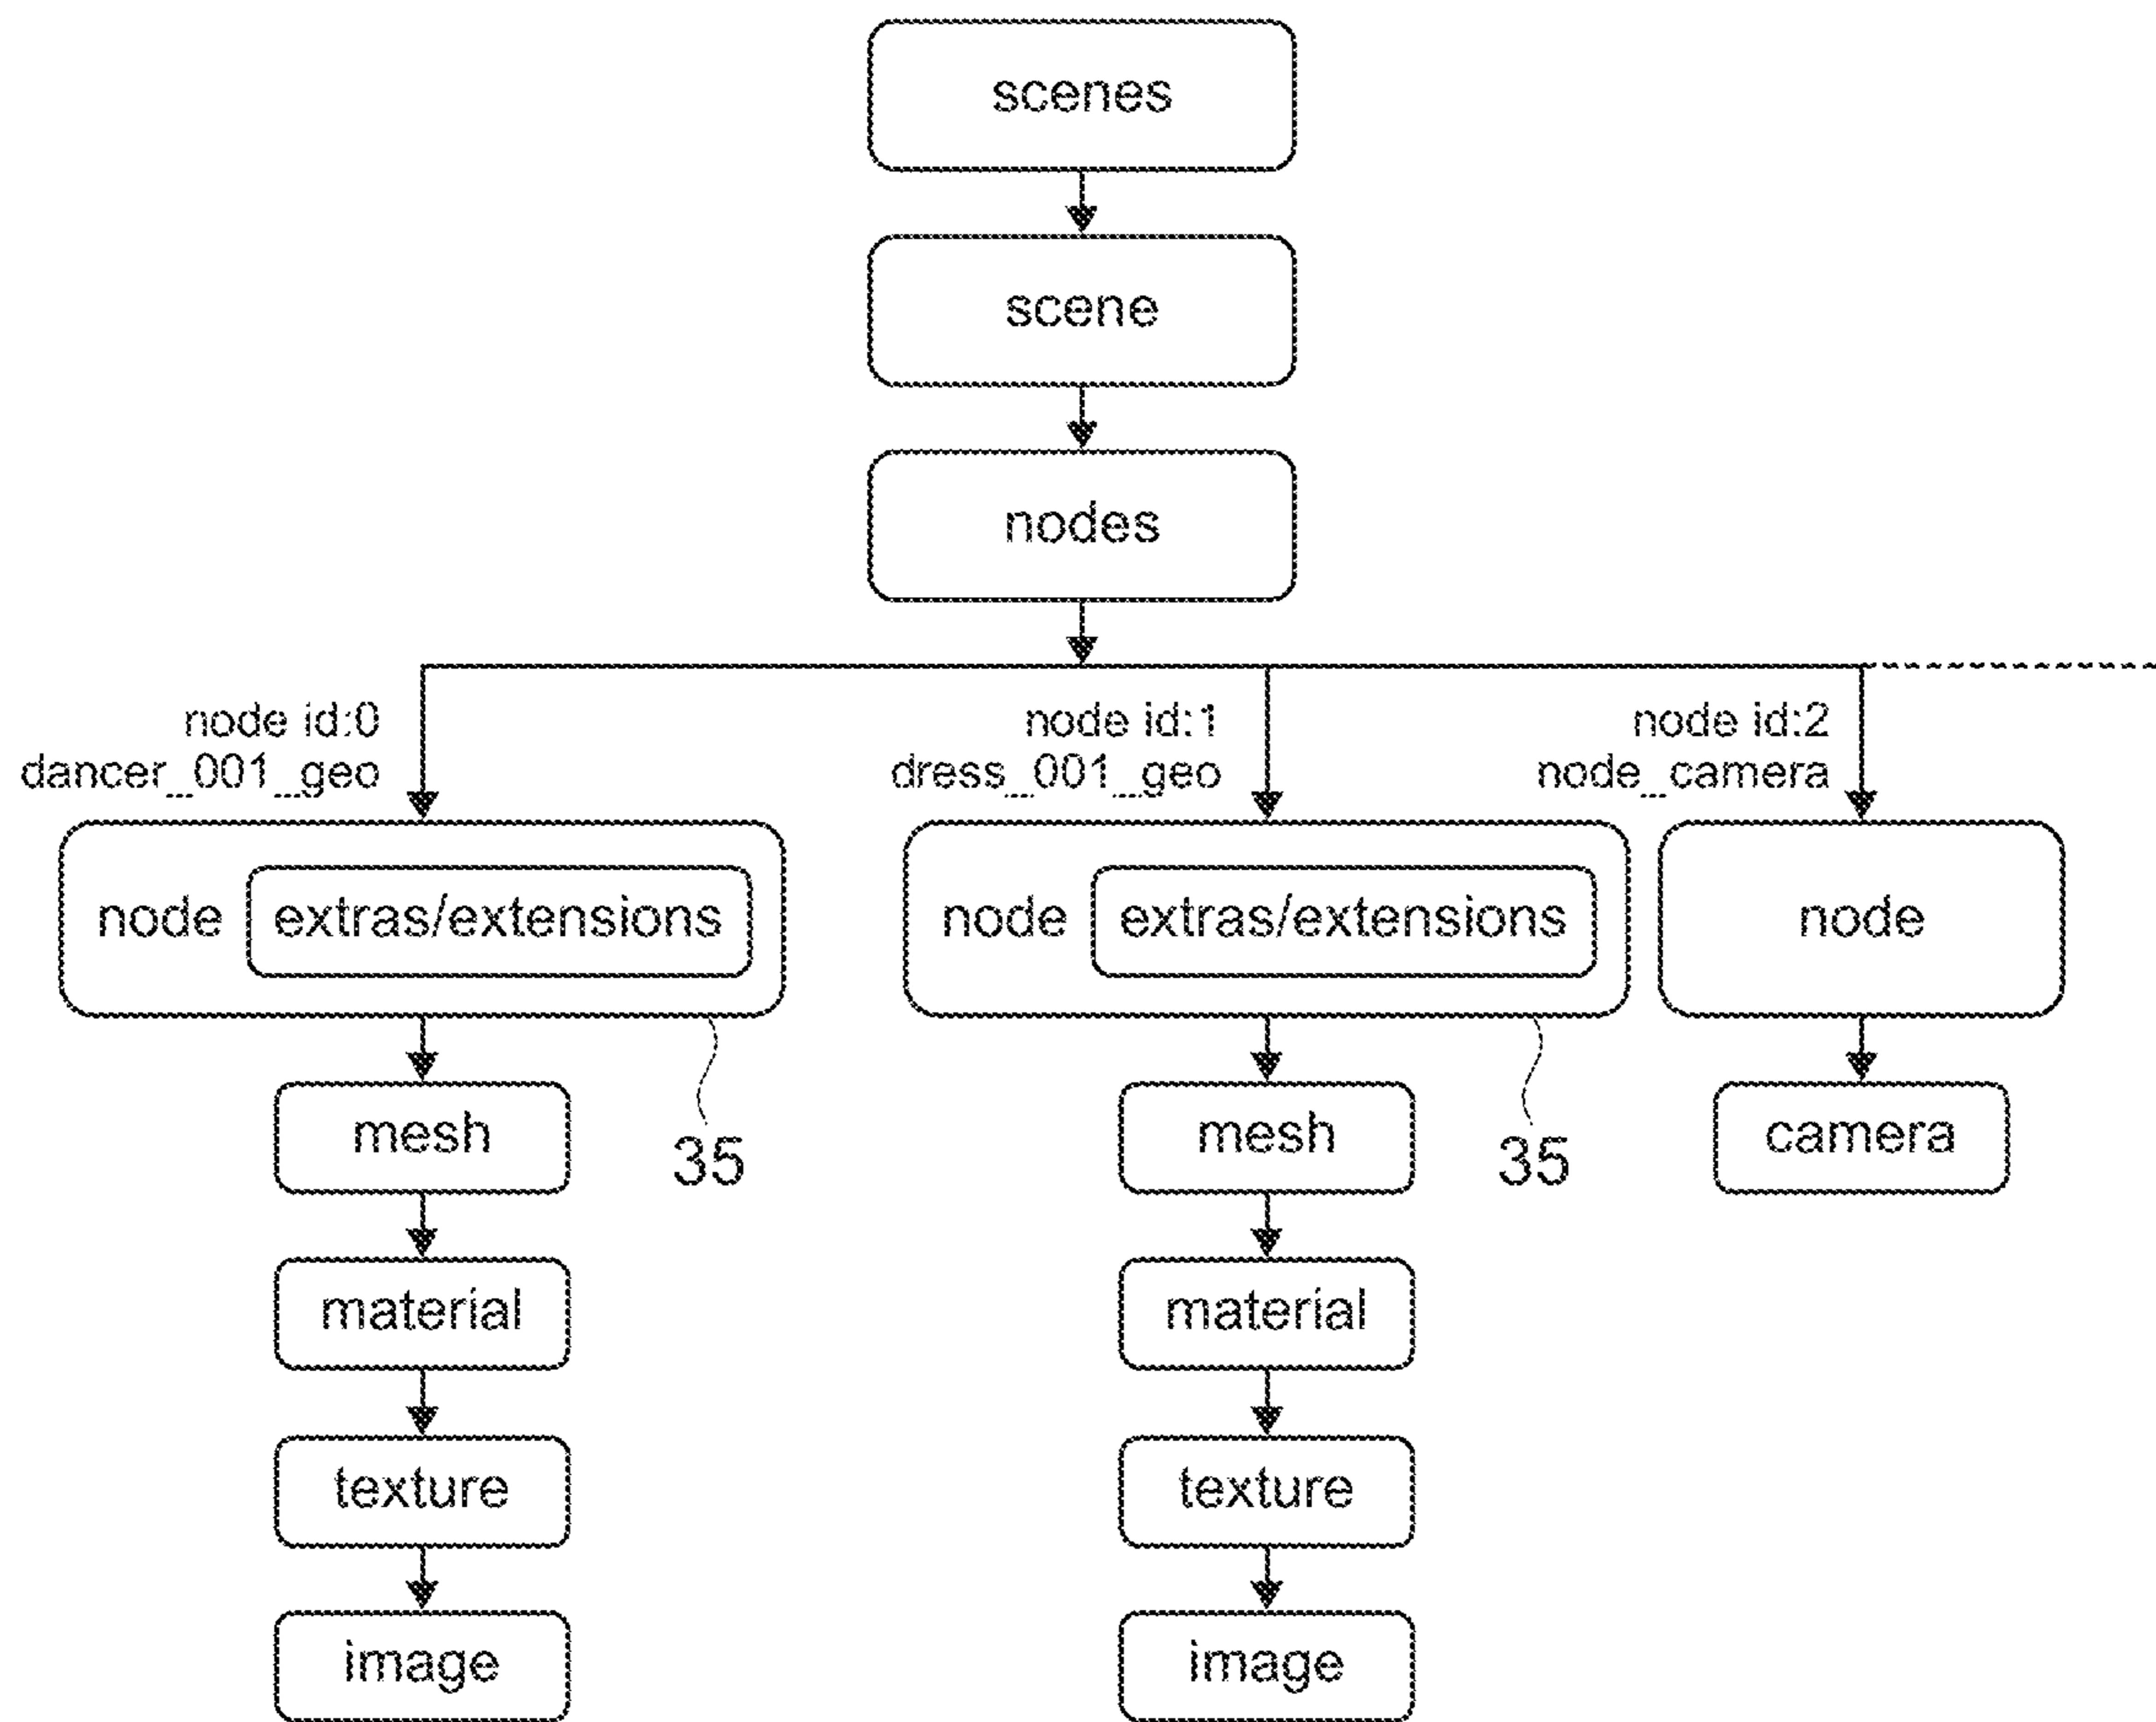 scenes
scene
nodes
node id:0
dancer_001_geo
node id:1
dress_001_geo
node id:2
node_camera
node
extras/extensions
node
extras/extensions
node
mesh
35
mesh
35
camera
material
material
texture
texture
image
image